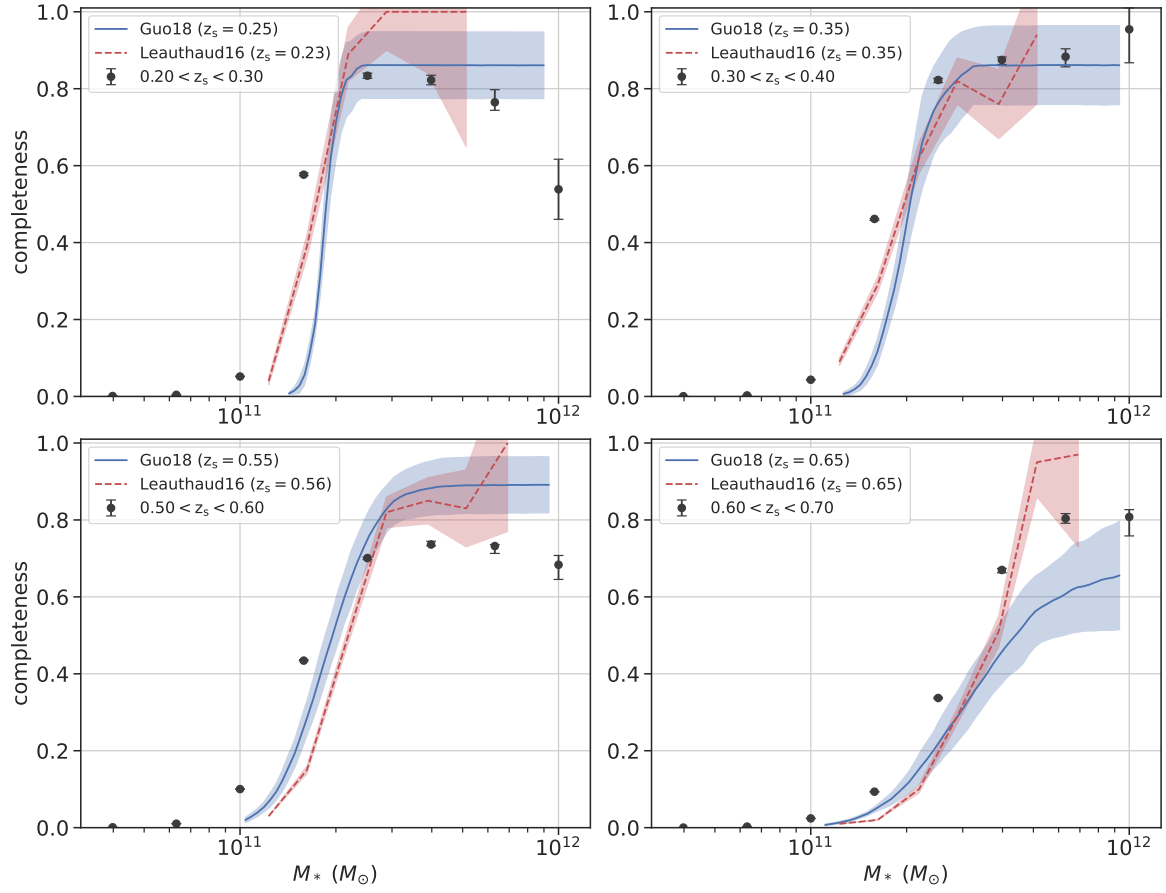 1.0
0.8
0.6
0.4
0.2
0.0
completeness
Guo18 (z_s = 0.25)
Leauthaud16 (z_s = 0.23)
0.20 < z_s < 0.30
10^11
10^12
1.0
0.8
0.6
0.4
0.2
0.0
Guo18 (z_s = 0.35)
Leauthaud16 (z_s = 0.35)
0.30 < z_s < 0.40
10^11
10^12
1.0
0.8
0.6
0.4
0.2
0.0
completeness
Guo18 (z_s = 0.55)
Leauthaud16 (z_s = 0.56)
0.50 < z_s < 0.60
10^11
10^12
M_* (M_⊙)
1.0
0.8
0.6
0.4
0.2
0.0
Guo18 (z_s = 0.65)
Leauthaud16 (z_s = 0.65)
0.60 < z_s < 0.70
10^11
10^12
M_* (M_⊙)